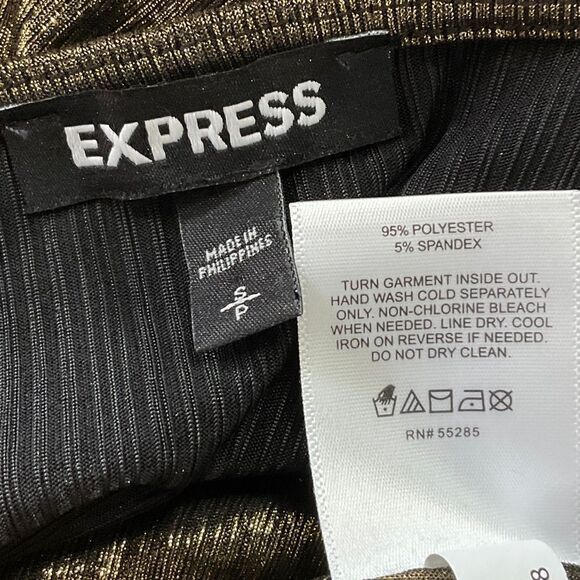 EXPRESS
MADE IN
PHILIPPINES
S
P
95% POLYESTER
5% SPANDEX
TURN GARMENT INSIDE OUT.
HAND WASH COLD SEPARATELY
ONLY. NON-CHLORINE BLEACH
WHEN NEEDED. LINE DRY. COOL
IRON ON REVERSE IF NEEDED.
DO NOT DRY CLEAN.
RN# 55285
8